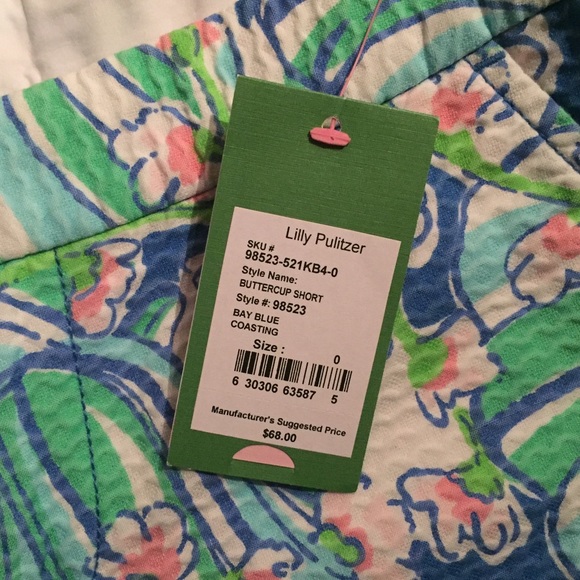 Lilly Pulitzer
SKU #
98523-521KB4-0
Style Name:
BUTTERCUP SHORT
Style #: 98523
BAY BLUE
COASTING
Size : 0
6 30306 63587 5
Manufacturer's Suggested Price
$68.00